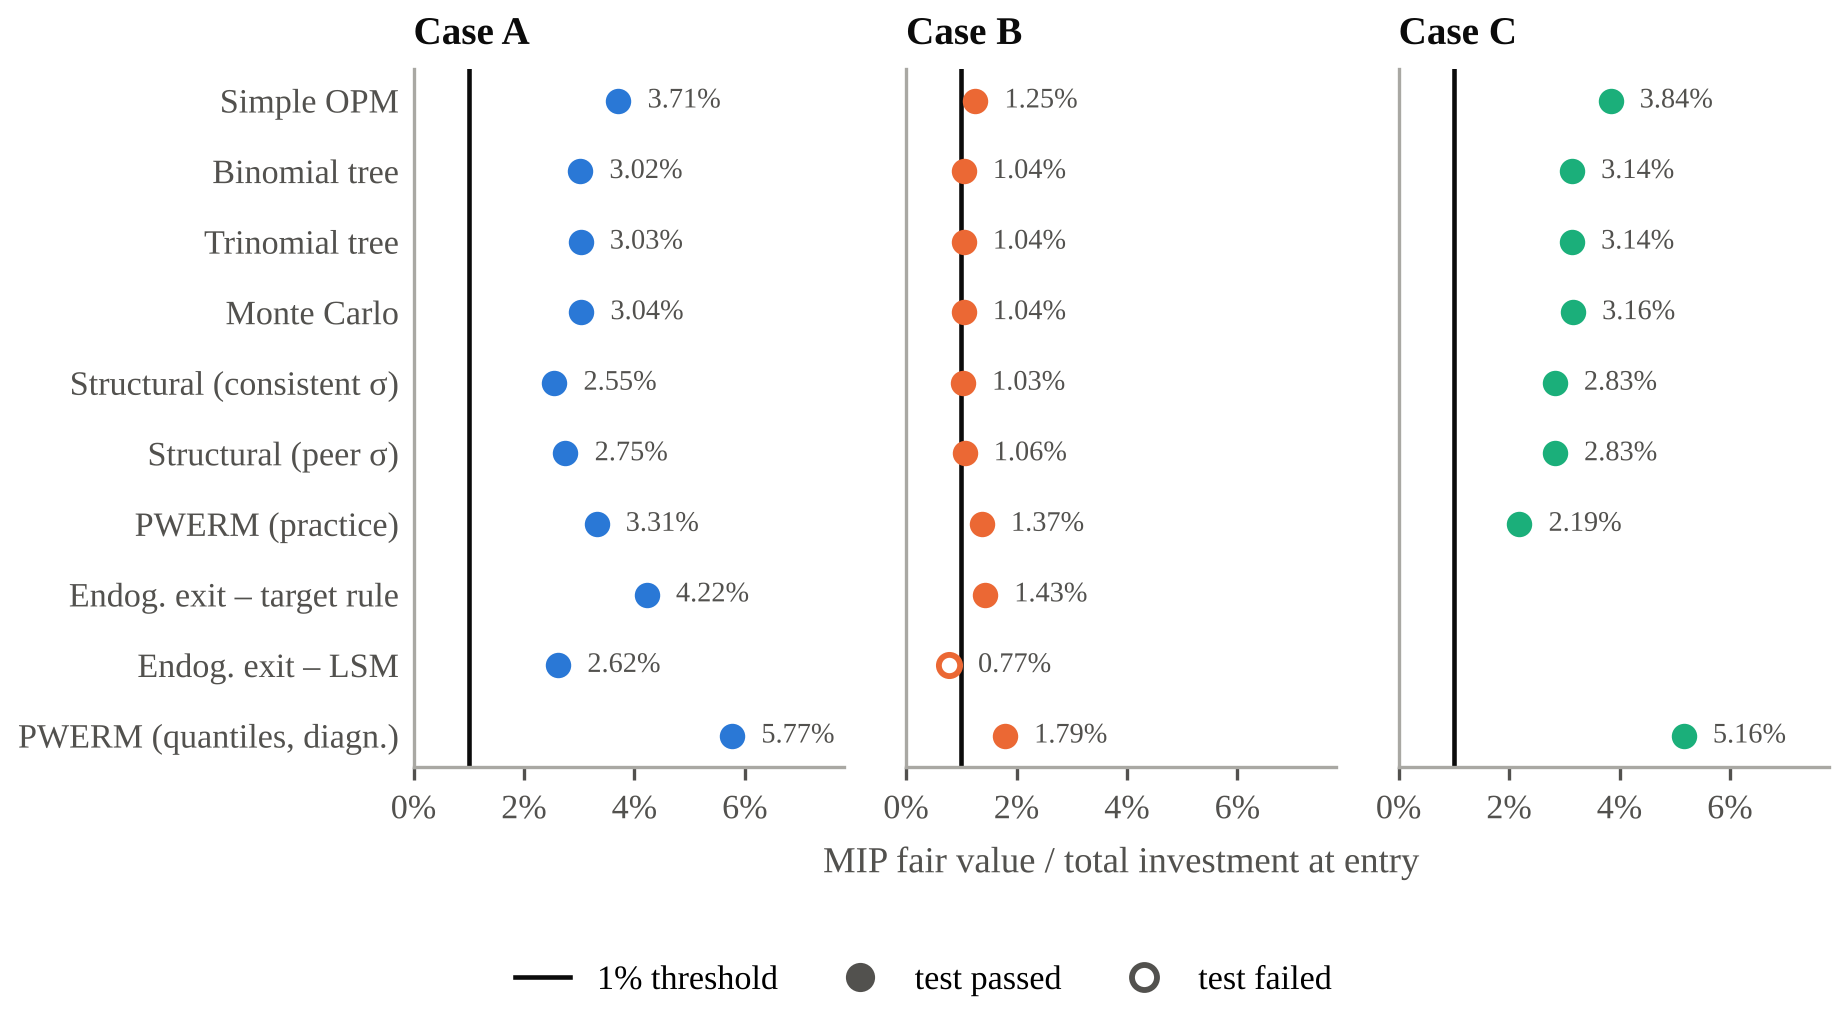 Case A Case B Case C
Simple OPM 3.71% 1.25% 3.84%
Binomial tree 3.02% 1.04% 3.14%
Trinomial tree 3.03% 1.04% 3.14%
Monte Carlo 3.04% 1.04% 3.16%
Structural (consistent σ) 2.55% 1.03% 2.83%
Structural (peer σ) 2.75% 1.06% 2.83%
PWERM (practice) 3.31% 1.37% 2.19%
Endog. exit – target rule 4.22% 1.43%
Endog. exit – LSM 2.62% 0.77%
PWERM (quantiles, diagn.) 5.77% 1.79% 5.16%
0% 2% 4% 6% 0% 2% 4% 6% 0% 2% 4% 6%
MIP fair value / total investment at entry
1% threshold test passed test failed